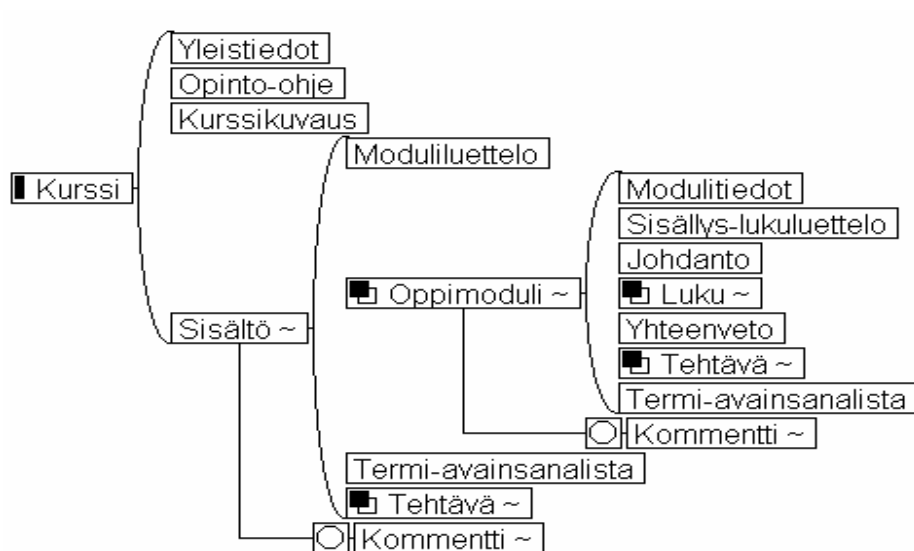 Yleistiedot
Opinto-ohje
Kurssikuvaus
Moduliluettelo
Kurssi
Modulitiedot
Sisällys-lukuluettelo
Johdanto
Oppimoduli ~
Luku ~
Sisältö ~
Yhteenveto
Tehtävä ~
Termi-avainsanalista
Kommentti ~
Termi-avainsanalista
Tehtävä ~
Kommentti ~